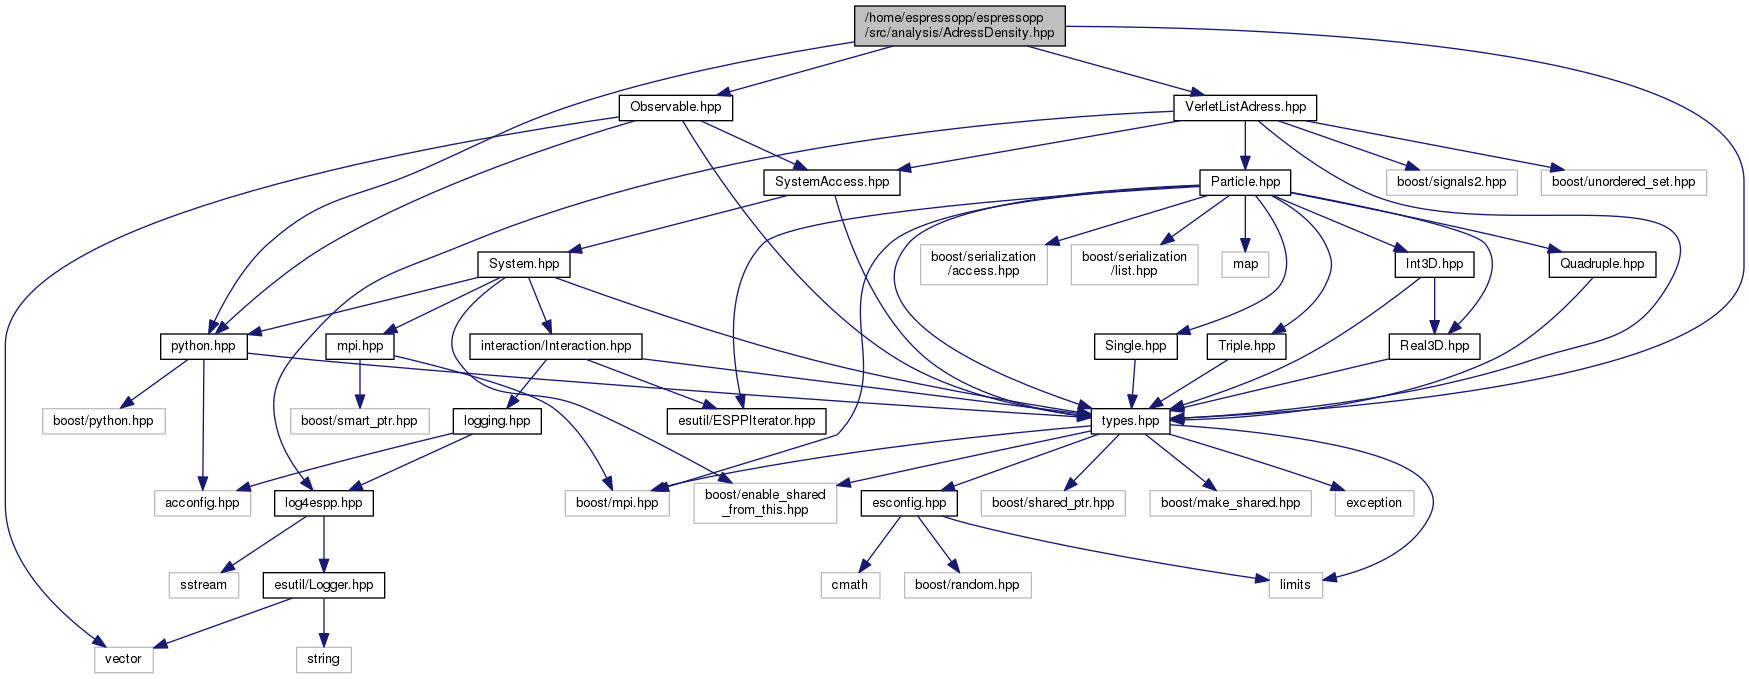 /home/espressopp/espressopp
/src/analysis/AdressDensity.hpp
Observable.hpp
VerletListAdress.hpp
SystemAccess.hpp
Particle.hpp
boost/signals2.hpp
boost/unordered_set.hpp
System.hpp
boost/serialization
/access.hpp
boost/serialization
/list.hpp
map
Int3D.hpp
Quadruple.hpp
python.hpp
mpi.hpp
interaction/Interaction.hpp
Single.hpp
Triple.hpp
Real3D.hpp
boost/python.hpp
boost/smart_ptr.hpp
logging.hpp
esutil/ESPPIterator.hpp
types.hpp
acconfig.hpp
log4espp.hpp
boost/mpi.hpp
boost/enable_shared
_from_this.hpp
esconfig.hpp
boost/shared_ptr.hpp
boost/make_shared.hpp
exception
sstream
esutil/Logger.hpp
cmath
boost/random.hpp
limits
vector
string